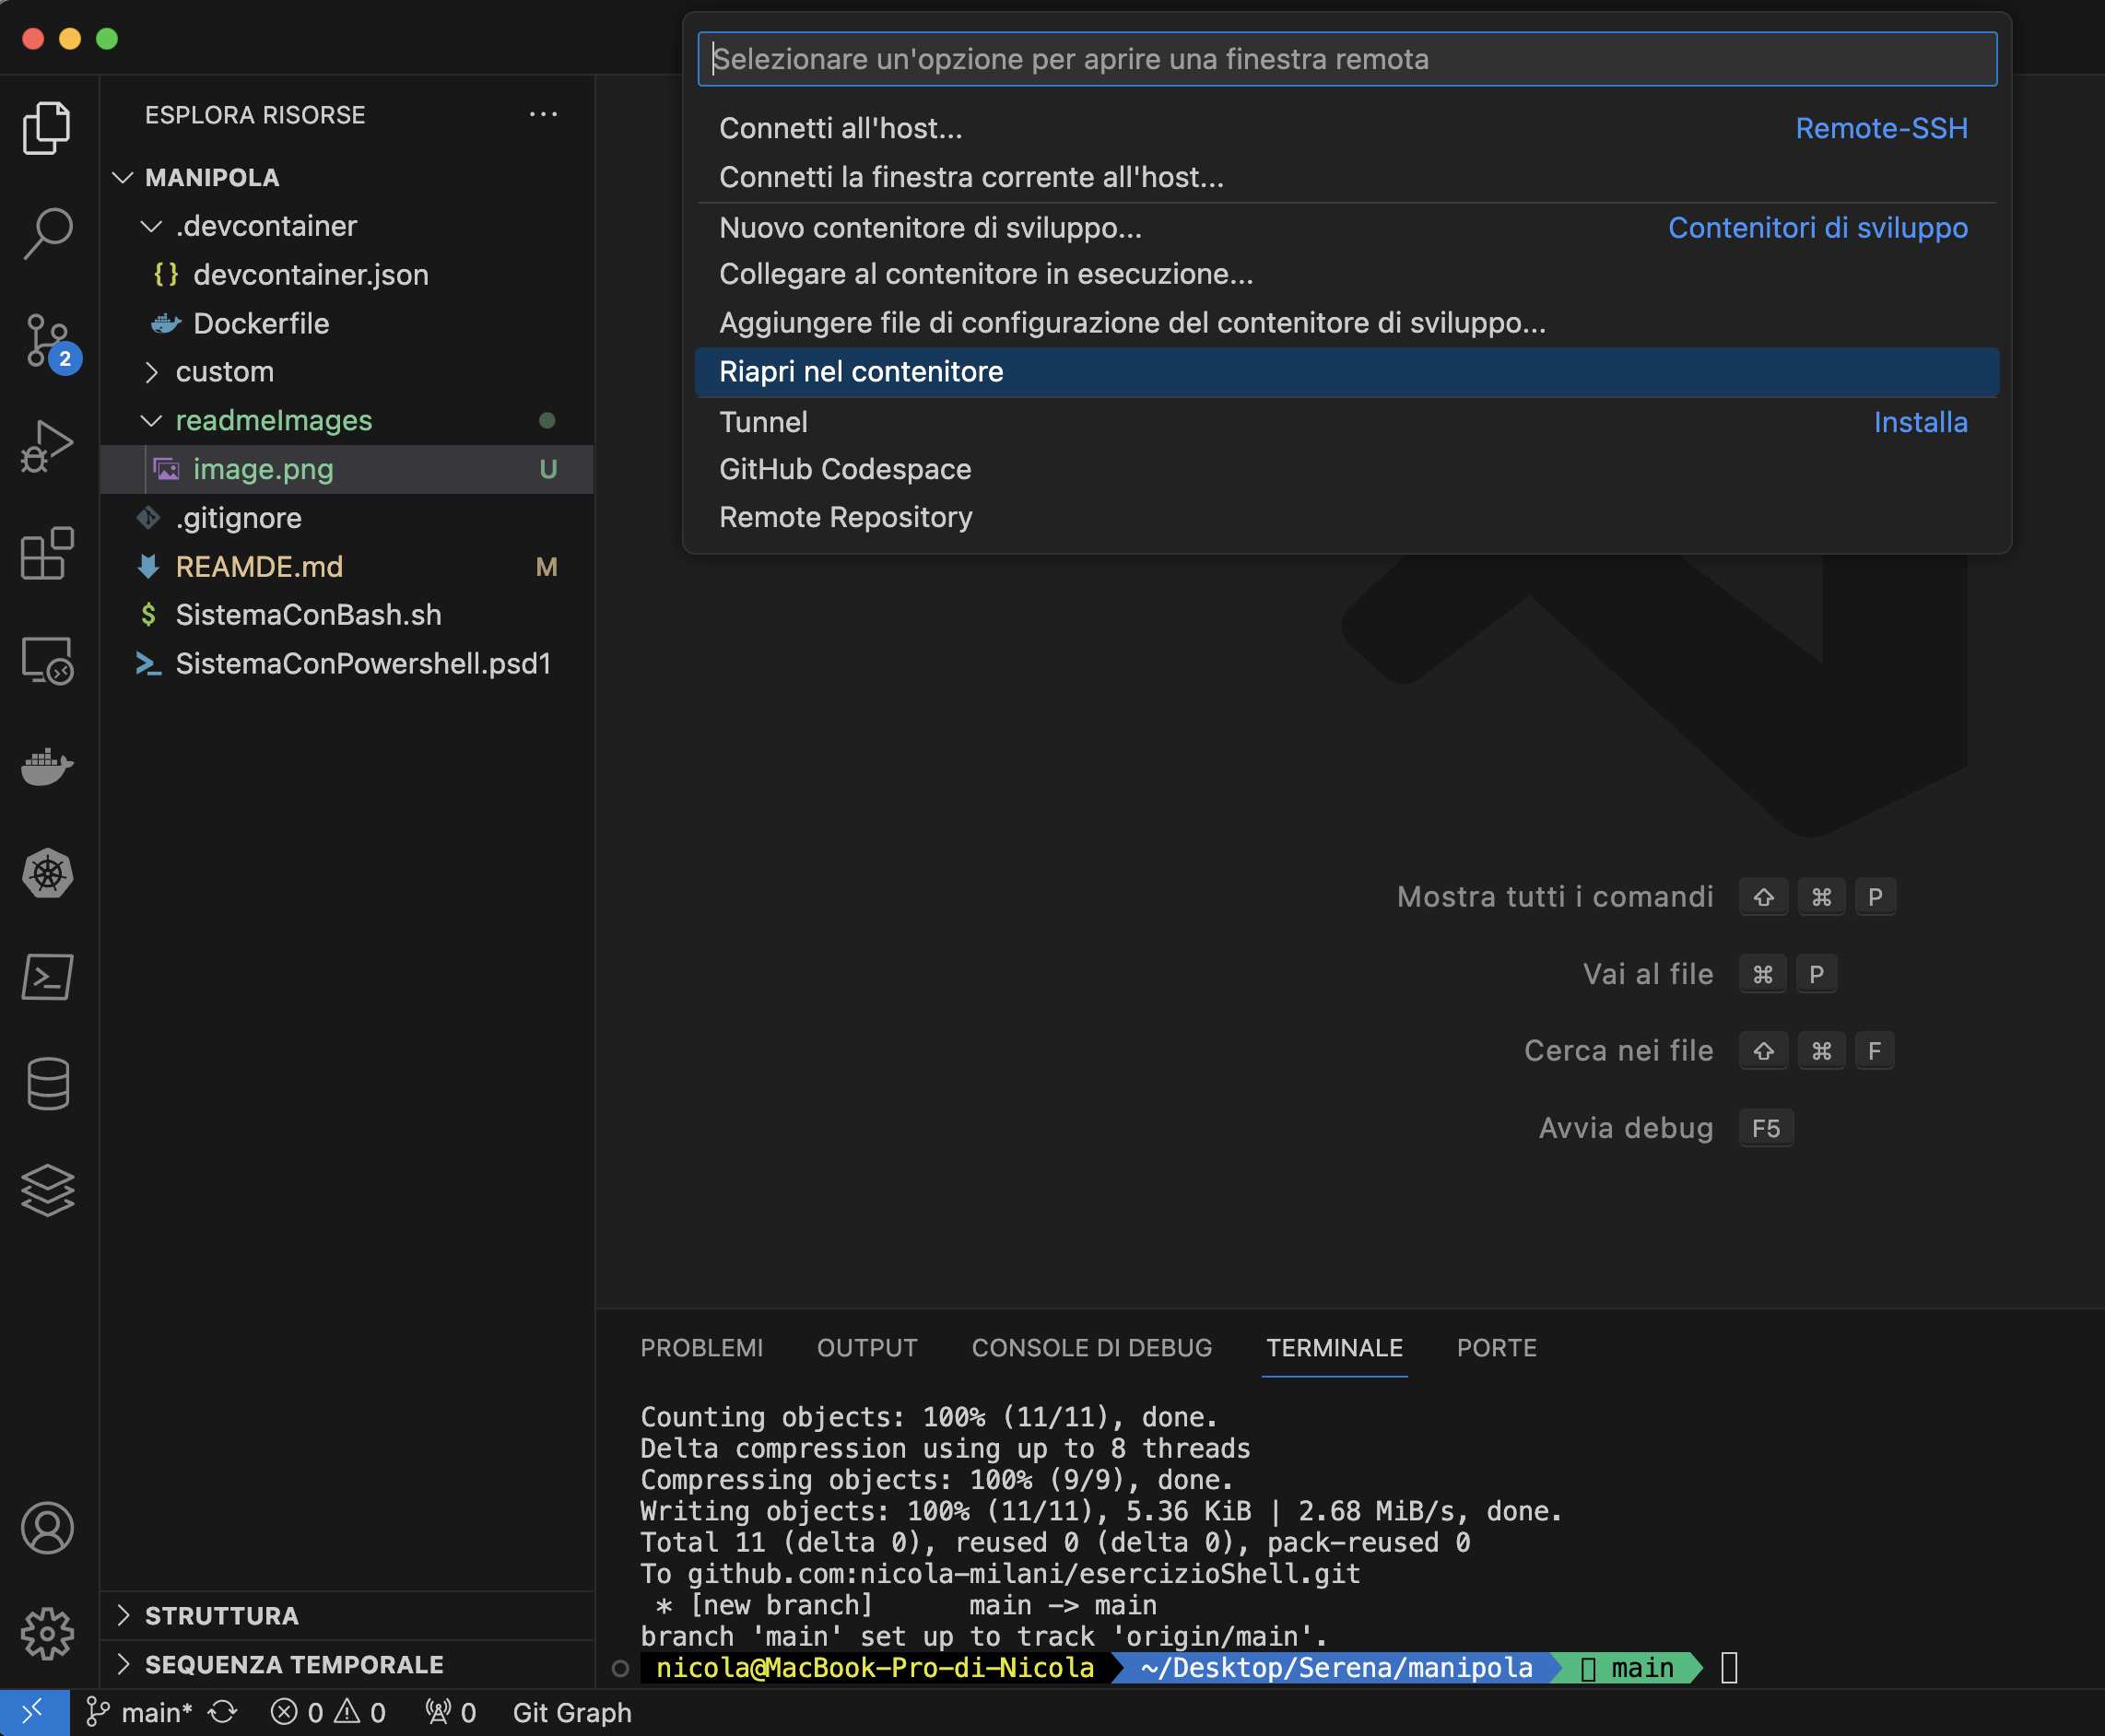 Selezionare un'opzione per aprire una finestra remota
Connetti all'host... Remote-SSH
Connetti la finestra corrente all'host...
Nuovo contenitore di sviluppo... Contenitori di sviluppo
Collegare al contenitore in esecuzione...
Aggiungere file di configurazione del contenitore di sviluppo...
Riapri nel contenitore
Tunnel Installa
GitHub Codespace
Remote Repository
ESPLORA RISORSE ...
MANIPOLA
.devcontainer
{} devcontainer.json
Dockerfile
custom
readmeImages
image.png U
.gitignore
REAMDE.md M
$ SistemaConBash.sh
SistemaConPowershell.psd1
2
STRUTTURA
SEQUENZA TEMPORALE
Mostra tutti i comandi ⇧ ⌘ P
Vai al file ⌘ P
Cerca nei file ⇧ ⌘ F
Avvia debug F5
PROBLEMI OUTPUT CONSOLE DI DEBUG TERMINALE PORTE
Counting objects: 100% (11/11), done.
Delta compression using up to 8 threads
Compressing objects: 100% (9/9), done.
Writing objects: 100% (11/11), 5.36 KiB | 2.68 MiB/s, done.
Total 11 (delta 0), reused 0 (delta 0), pack-reused 0
To github.com:nicola-milani/esercizioShell.git
 * [new branch]      main -> main
branch 'main' set up to track 'origin/main'.
nicola@MacBook-Pro-di-Nicola ~/Desktop/Serena/manipola main
main* 0 0 0 Git Graph